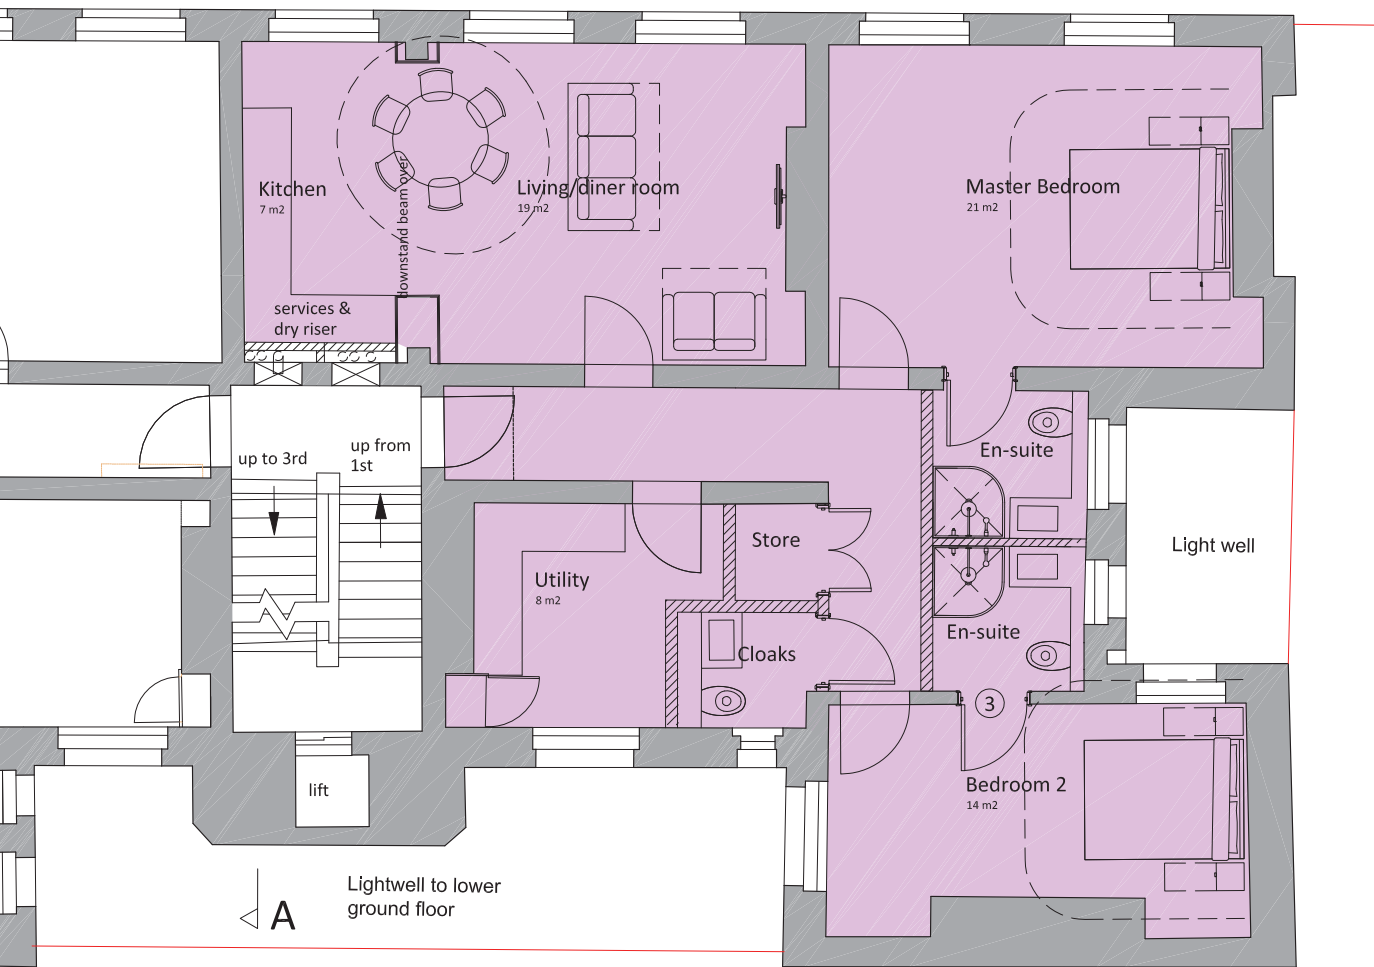 Kitchen
7 m2
downstand beam over
Living/diner room
19 m2
Master Bedroom
21 m2
services &
dry riser
up to 3rd
up from
1st
En-suite
Store
Light well
Utility
8 m2
En-suite
Cloaks
3
Bedroom 2
14 m2
lift
Lightwell to lower
ground floor
A